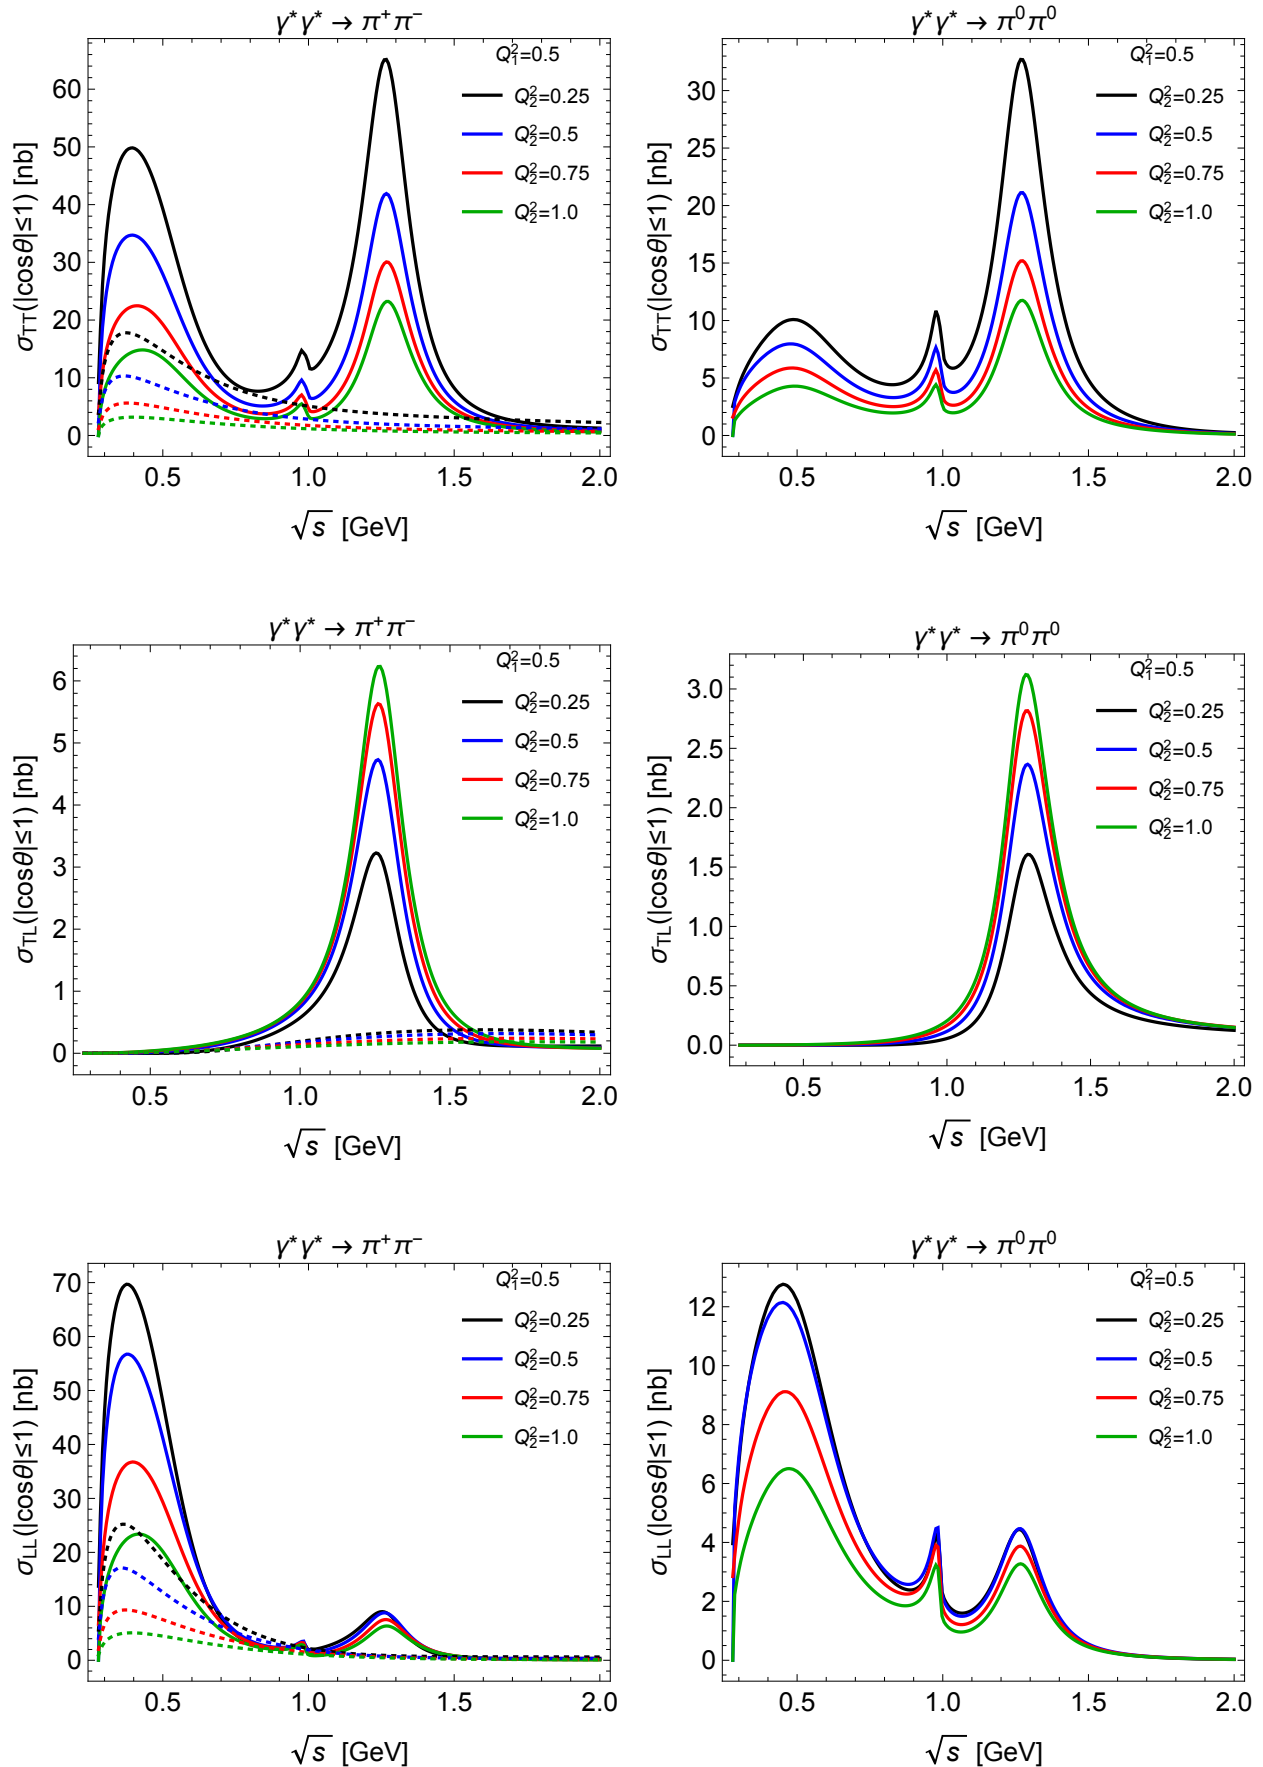 γ*γ* → π⁺π⁻
σ_TT(|cosθ|≤1) [nb]
60
50
40
30
20
10
0
Q₁²=0.5
Q₂²=0.25
Q₂²=0.5
Q₂²=0.75
Q₂²=1.0
0.5 1.0 1.5 2.0
√s [GeV]
γ*γ* → π⁰π⁰
σ_TT(|cosθ|≤1) [nb]
30
25
20
15
10
5
0
Q₁²=0.5
Q₂²=0.25
Q₂²=0.5
Q₂²=0.75
Q₂²=1.0
0.5 1.0 1.5 2.0
√s [GeV]
γ*γ* → π⁺π⁻
σ_TL(|cosθ|≤1) [nb]
6
5
4
3
2
1
0
Q₁²=0.5
Q₂²=0.25
Q₂²=0.5
Q₂²=0.75
Q₂²=1.0
0.5 1.0 1.5 2.0
√s [GeV]
γ*γ* → π⁰π⁰
σ_TL(|cosθ|≤1) [nb]
3.0
2.5
2.0
1.5
1.0
0.5
0.0
Q₁²=0.5
Q₂²=0.25
Q₂²=0.5
Q₂²=0.75
Q₂²=1.0
0.5 1.0 1.5 2.0
√s [GeV]
γ*γ* → π⁺π⁻
σ_LL(|cosθ|≤1) [nb]
70
60
50
40
30
20
10
0
Q₁²=0.5
Q₂²=0.25
Q₂²=0.5
Q₂²=0.75
Q₂²=1.0
0.5 1.0 1.5 2.0
√s [GeV]
γ*γ* → π⁰π⁰
σ_LL(|cosθ|≤1) [nb]
12
10
8
6
4
2
0
Q₁²=0.5
Q₂²=0.25
Q₂²=0.5
Q₂²=0.75
Q₂²=1.0
0.5 1.0 1.5 2.0
√s [GeV]